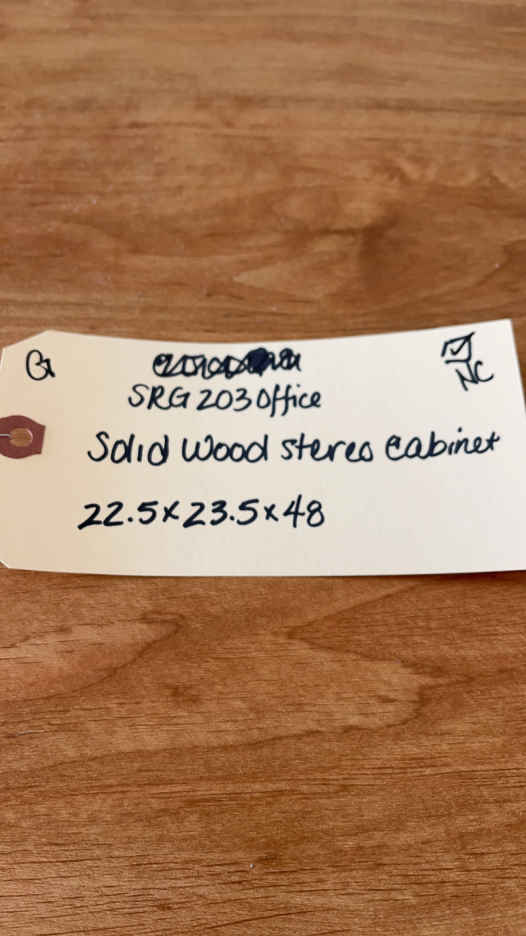 SRG 203 Office
NC
Solid Wood stereo cabinet
22.5x23.5x48